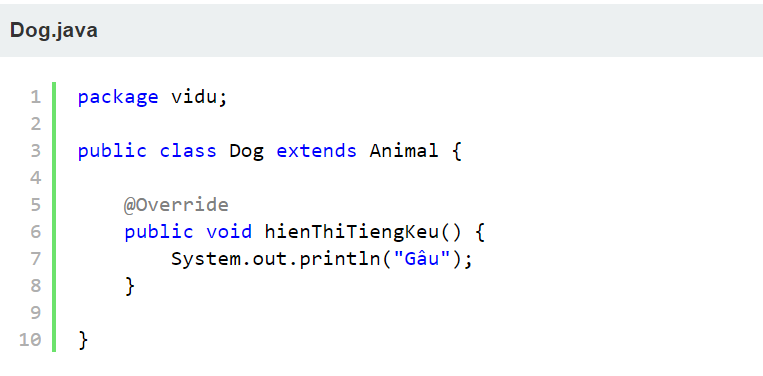 Dog.java
1 package vidu;
2
3 public class Dog extends Animal {
4
5     @Override
6     public void hienThiTiengKeu() {
7         System.out.println("Gâu");
8     }
9
10 }